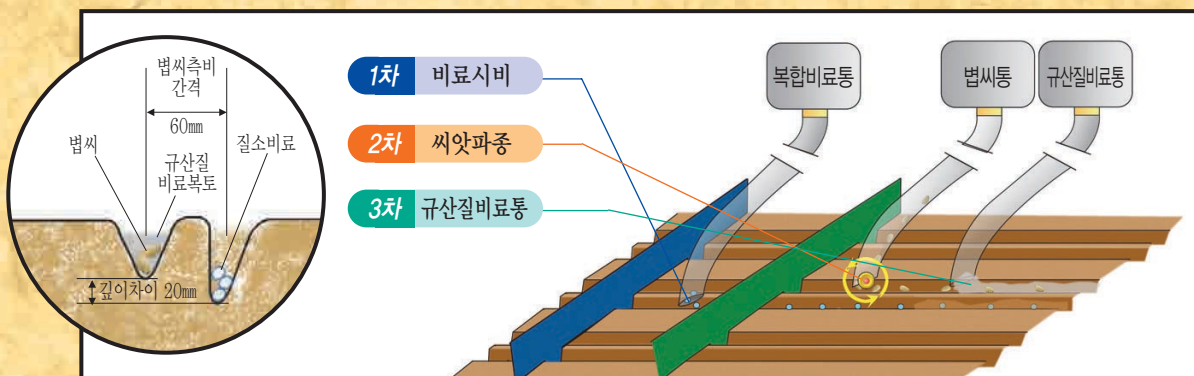 볍씨측비
간격
60㎜
볍씨
질소비료
규산질
비료복토
깊이차이 20㎜
1차 비료시비
2차 씨앗파종
3차 규산질비료통
복합비료통
볍씨통
규산질비료통